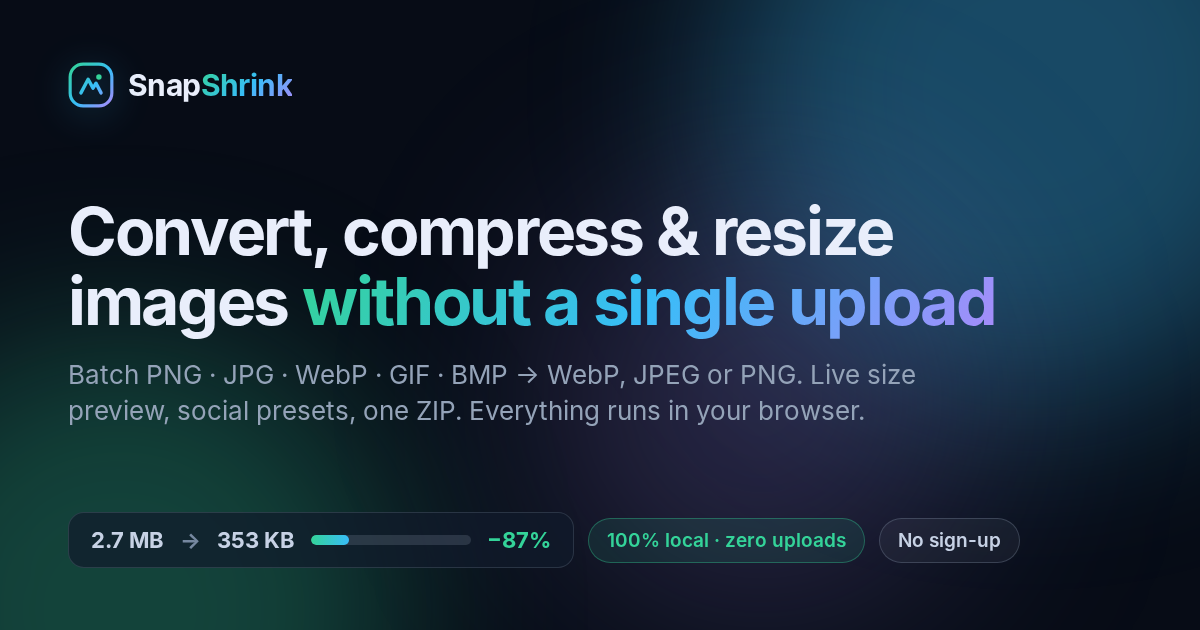 SnapShrink
Convert, compress & resize
images without a single upload
Batch PNG · JPG · WebP · GIF · BMP → WebP, JPEG or PNG. Live size
preview, social presets, one ZIP. Everything runs in your browser.
2.7 MB → 353 KB −87% 100% local · zero uploads No sign-up